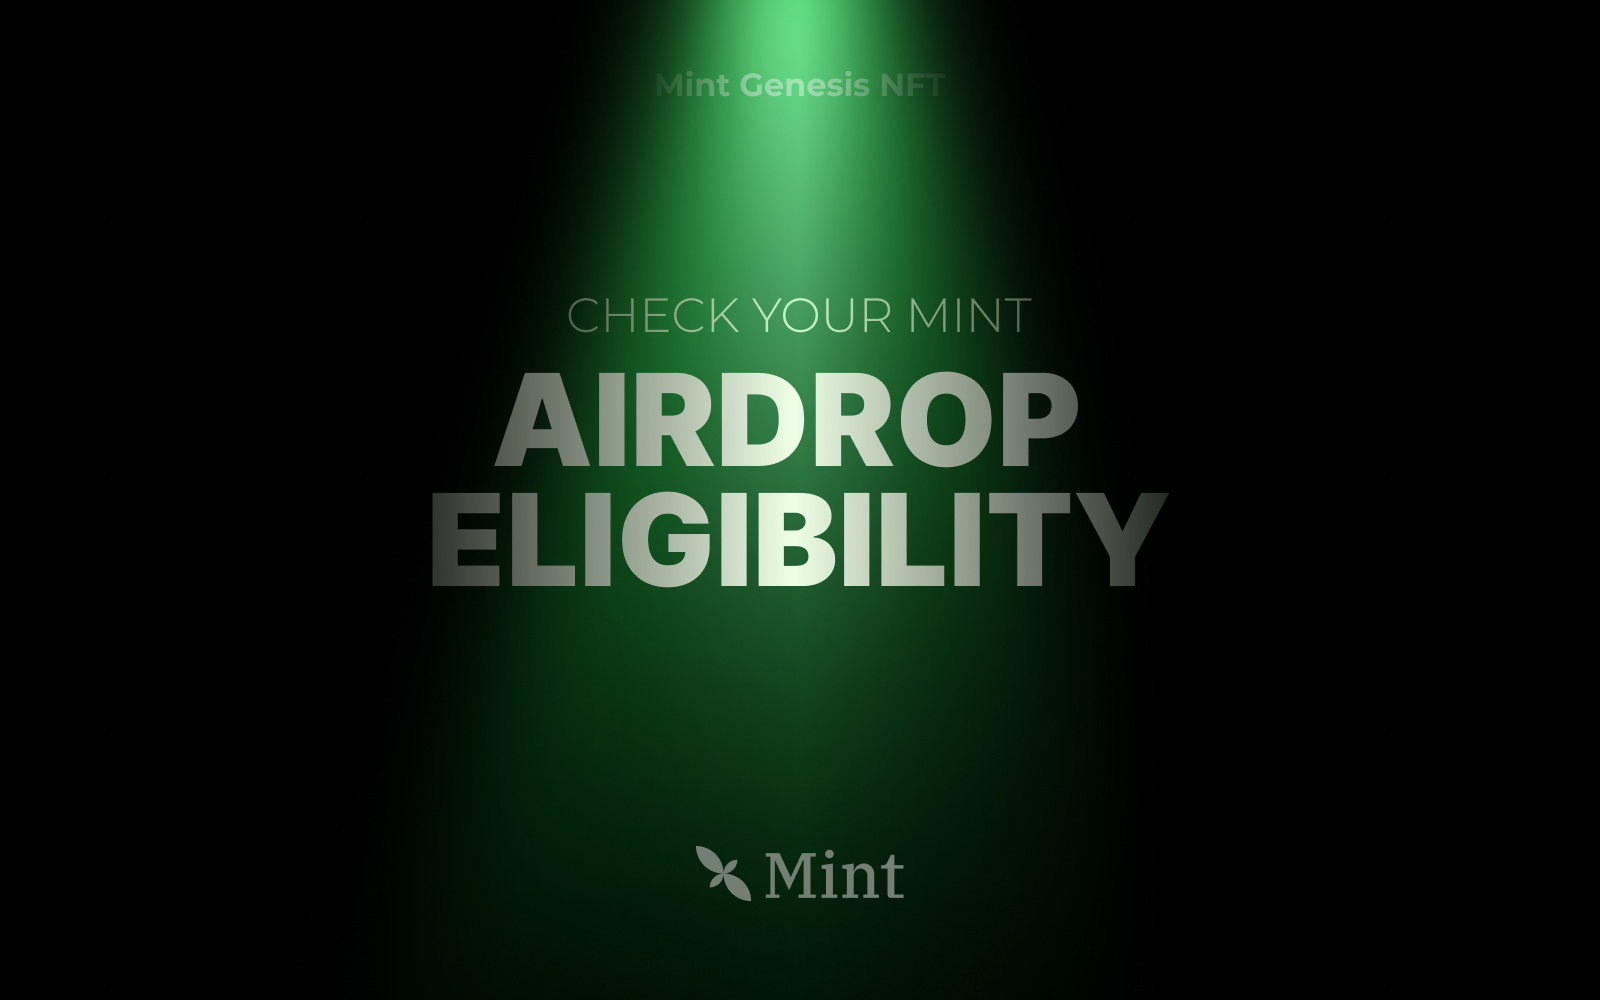 Mint Genesis NFT
CHECK YOUR MINT
AIRDROP
ELIGIBILITY
Mint